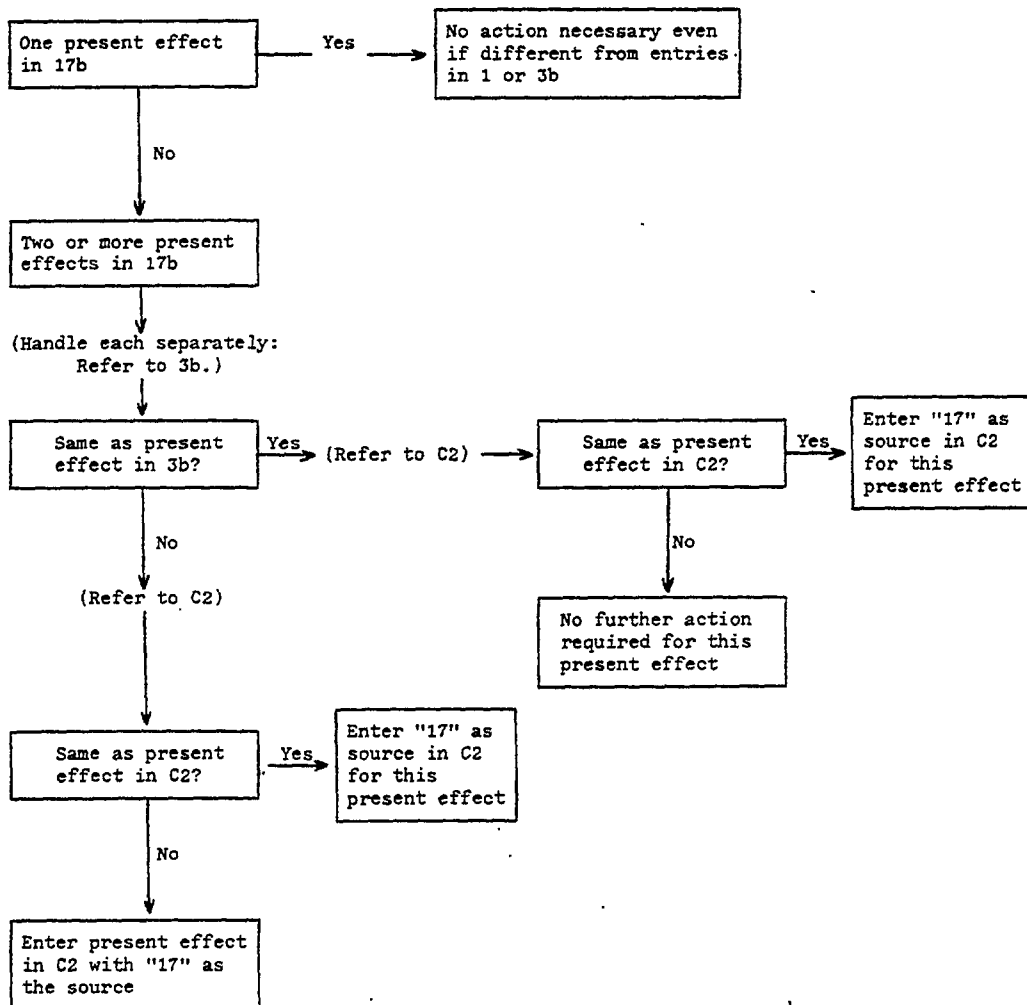 One present effect
in 17b
Yes
No action necessary even
if different from entries
in 1 or 3b
No
Two or more present
effects in 17b
(Handle each separately:
Refer to 3b.)
Same as present
effect in 3b?
Yes
(Refer to C2)
Same as present
effect in C2?
Yes
Enter "17" as
source in C2
for this
present effect
No
(Refer to C2)
No
No further action
required for this
present effect
Same as present
effect in C2?
Yes
Enter "17" as
source in C2
for this
present effect
No
Enter present effect
in C2 with "17" as
the source